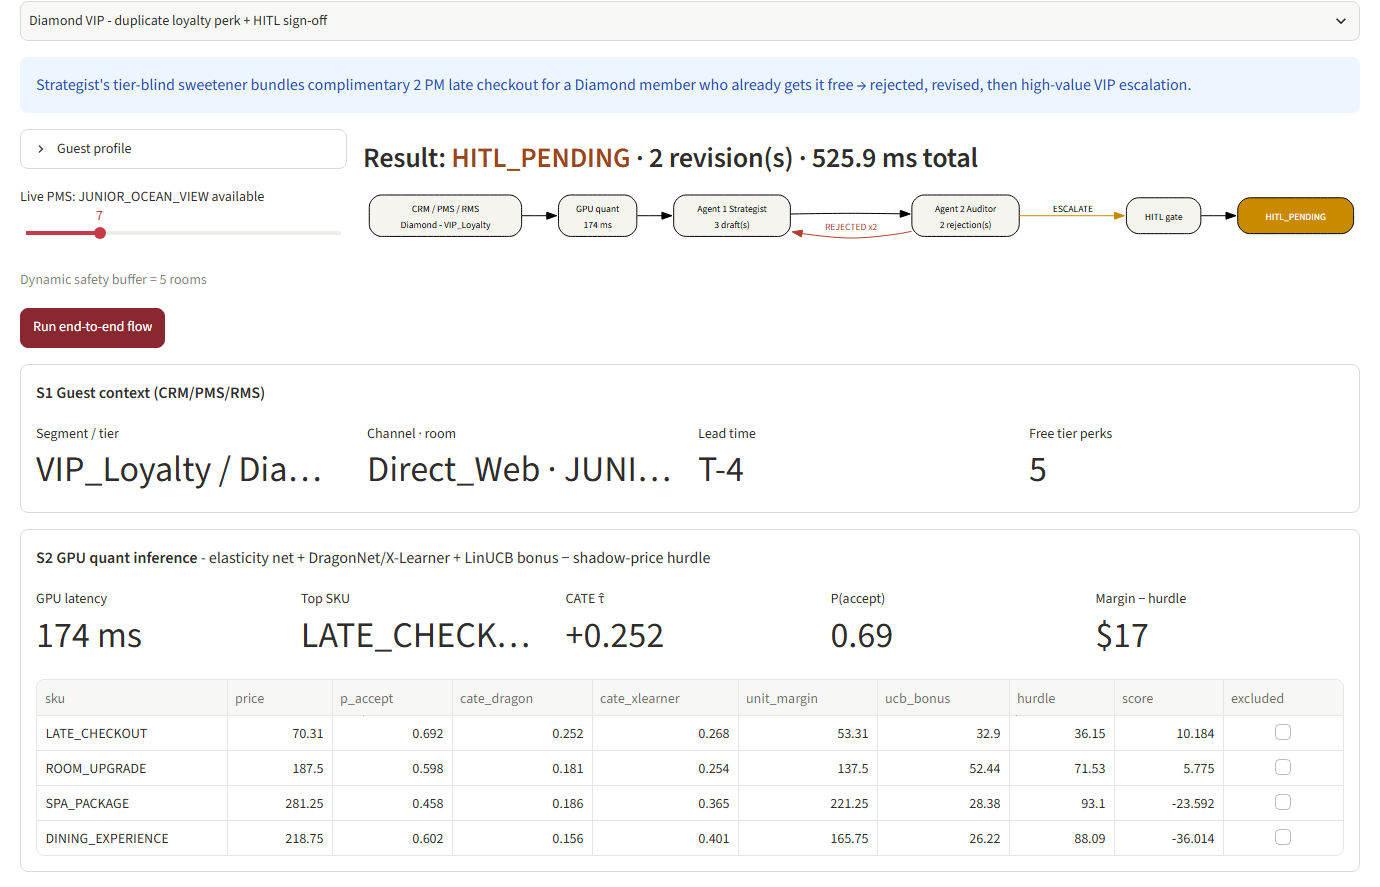 Diamond VIP - duplicate loyalty perk + HITL sign-off
Strategist's tier-blind sweetener bundles complimentary 2 PM late checkout for a Diamond member who already gets it free → rejected, revised, then high-value VIP escalation.
Guest profile
Live PMS: JUNIOR_OCEAN_VIEW available
7
Dynamic safety buffer = 5 rooms
Run end-to-end flow
Result: HITL_PENDING · 2 revision(s) · 525.9 ms total
CRM / PMS / RMS
Diamond - VIP_Loyalty
GPU quant
174 ms
Agent 1 Strategist
3 draft(s)
REJECTED x2
Agent 2 Auditor
2 rejection(s)
ESCALATE
HITL gate
HITL_PENDING
S1 Guest context (CRM/PMS/RMS)
Segment / tier
VIP_Loyalty / Dia...
Channel · room
Direct_Web · JUNI...
Lead time
T-4
Free tier perks
5
S2 GPU quant inference - elasticity net + DragonNet/X-Learner + LinUCB bonus − shadow-price hurdle
GPU latency
174 ms
Top SKU
LATE_CHECK...
CATE τ̂
+0.252
P(accept)
0.69
Margin − hurdle
$17
sku price p_accept cate_dragon cate_xlearner unit_margin ucb_bonus hurdle score excluded
LATE_CHECKOUT 70.31 0.692 0.252 0.268 53.31 32.9 36.15 10.184
ROOM_UPGRADE 187.5 0.598 0.181 0.254 137.5 52.44 71.53 5.775
SPA_PACKAGE 281.25 0.458 0.186 0.365 221.25 28.38 93.1 -23.592
DINING_EXPERIENCE 218.75 0.602 0.156 0.401 165.75 26.22 88.09 -36.014